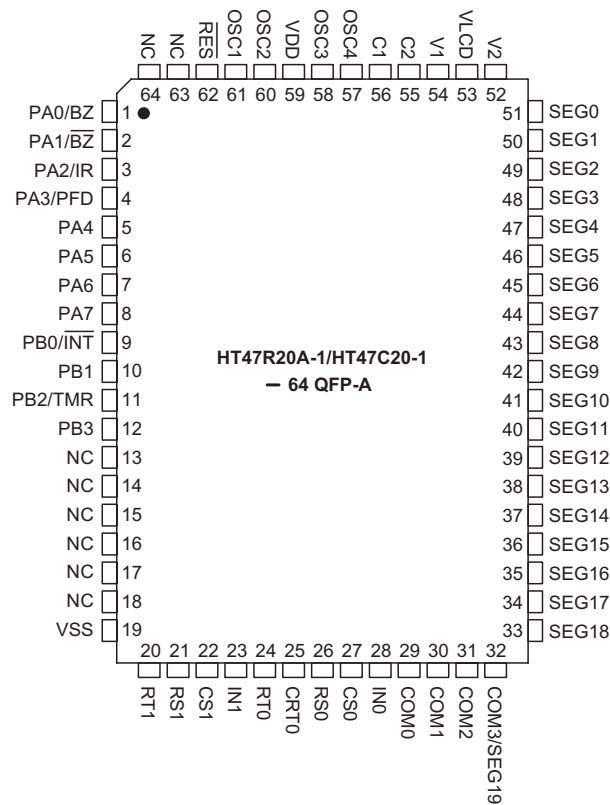 NC
NC
R̅E̅S̅
OSC1
OSC2
VDD
OSC3
OSC4
C1
C2
V1
VLCD
V2
64
63
62
61
60
59
58
57
56
55
54
53
52
PA0/BZ 1
PA1/B̅Z̅ 2
PA2/IR 3
PA3/PFD 4
PA4 5
PA5 6
PA6 7
PA7 8
PB0/I̅N̅T̅ 9
PB1 10
PB2/TMR 11
PB3 12
NC 13
NC 14
NC 15
NC 16
NC 17
NC 18
VSS 19
HT47R20A-1/HT47C20-1
– 64 QFP-A
51 SEG0
50 SEG1
49 SEG2
48 SEG3
47 SEG4
46 SEG5
45 SEG6
44 SEG7
43 SEG8
42 SEG9
41 SEG10
40 SEG11
39 SEG12
38 SEG13
37 SEG14
36 SEG15
35 SEG16
34 SEG17
33 SEG18
20
21
22
23
24
25
26
27
28
29
30
31
32
RT1
RS1
CS1
IN1
RT0
CRT0
RS0
CS0
IN0
COM0
COM1
COM2
COM3/SEG19